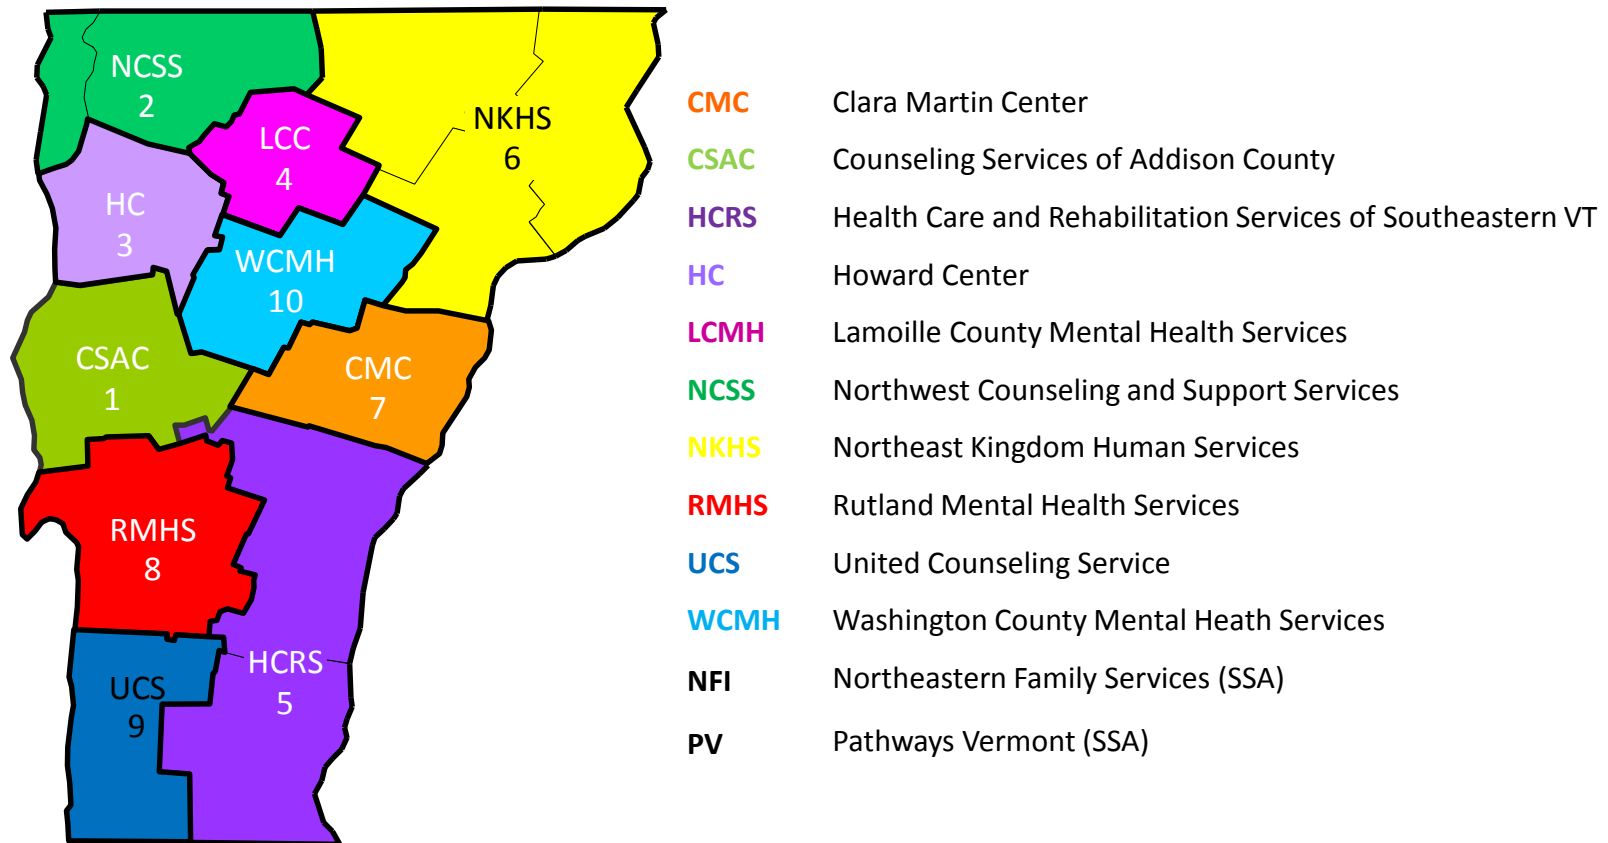 NCSS
2
LCC
4
NKHS
6
HC
3
WCMH
10
CSAC
1
CMC
7
RMHS
8
HCRS
5
UCS
9
CMC Clara Martin Center
CSAC Counseling Services of Addison County
HCRS Health Care and Rehabilitation Services of Southeastern VT
HC Howard Center
LCMH Lamoille County Mental Health Services
NCSS Northwest Counseling and Support Services
NKHS Northeast Kingdom Human Services
RMHS Rutland Mental Health Services
UCS United Counseling Service
WCMH Washington County Mental Heath Services
NFI Northeastern Family Services (SSA)
PV Pathways Vermont (SSA)